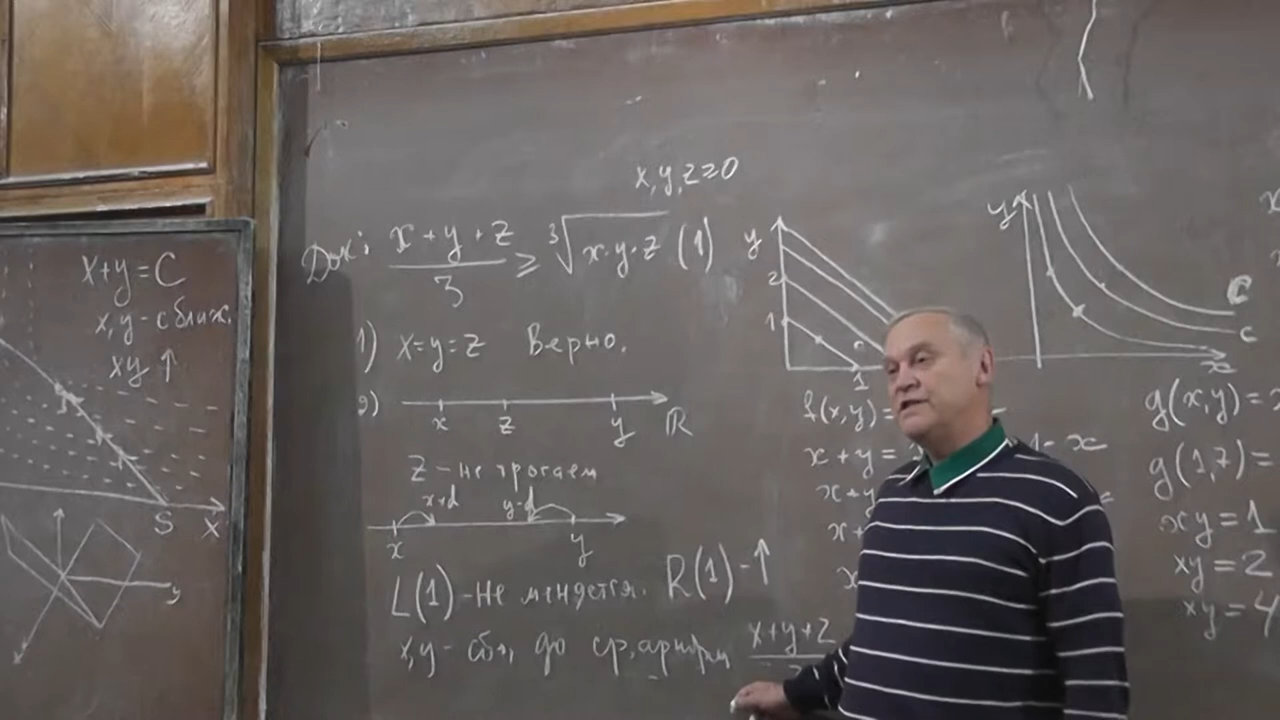 x+y=C
x,y-сближ.
xy ↑
S X
y
x,y,z≥0
Док: (x+y+z)/3 ≥ ∛(x·y·z) (1)
1) x=y=z Верно.
2) x z y ℝ
z-не трогаем
x+d y-d
x y
L(1)-не меняется. R(1)-↑
x,y- сбл, до ср,арифм (x+y+z)/3
y
2
1
1
y
C
C
x
x+y=
1-x
x+y
g(x,y)=
g(1,7)=
xy=1
xy=2
xy=4